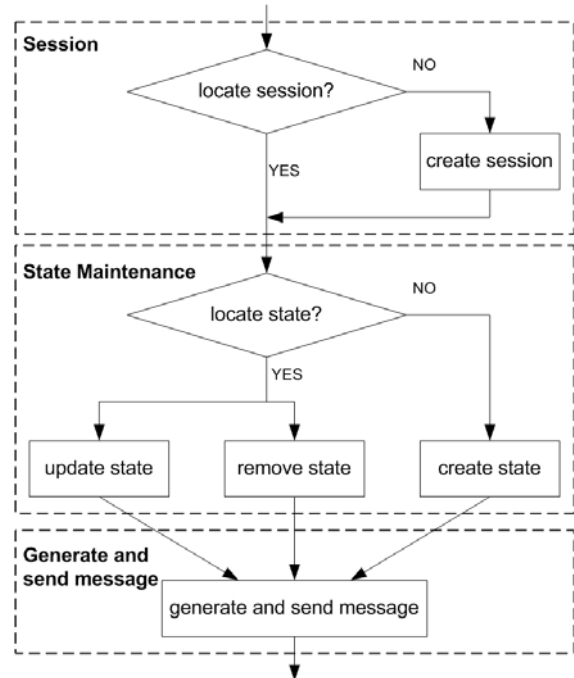 Session
locate session?
NO
create session
YES
State Maintenance
locate state?
NO
YES
update state
remove state
create state
Generate and
send message
generate and send message